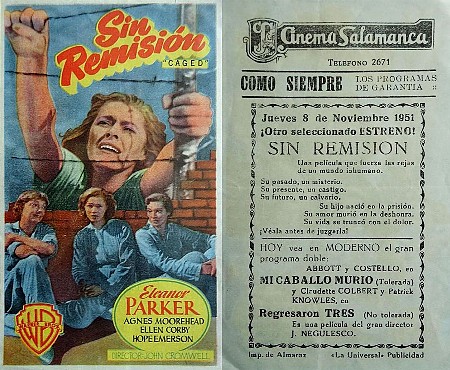 Sin
Remisión
"CAGED"
Eleanor
PARKER
AGNES MOOREHEAD
ELLEN CORBY
HOPE EMERSON
DIRECTOR: JOHN CROMWELL
WB
Cinema Salamanca
TELEFONO 2671
COMO SIEMPRE LOS PROGRAMAS
DE GARANTIA ::
Jueves 8 de Noviembre 1951
¡Otro seleccionado ESTRENO!
SIN REMISION
Una película que fuerza las rejas
de un mundo inhumano.
Su pasado, un misterio.
Su presente, un castigo.
Su futuro, un calvario.
Su hijo nació en la prisión.
Su amor murió en la deshonra.
Su vida se truncó con el dolor.
¡Véala antes de juzgarla!
HOY vea en MODERNO el gran
programa doble:
ABBOTT y COSTELLO, en
MI CABALLO MURIO (Tolerada)
y Claudette COLBERT y Patrick
KNOWLES, en
Regresaron TRES (No tolerada)
Es una película del gran director
J. NEGULESCO.
Imp. de Almaraz «La Universal» Publicidad